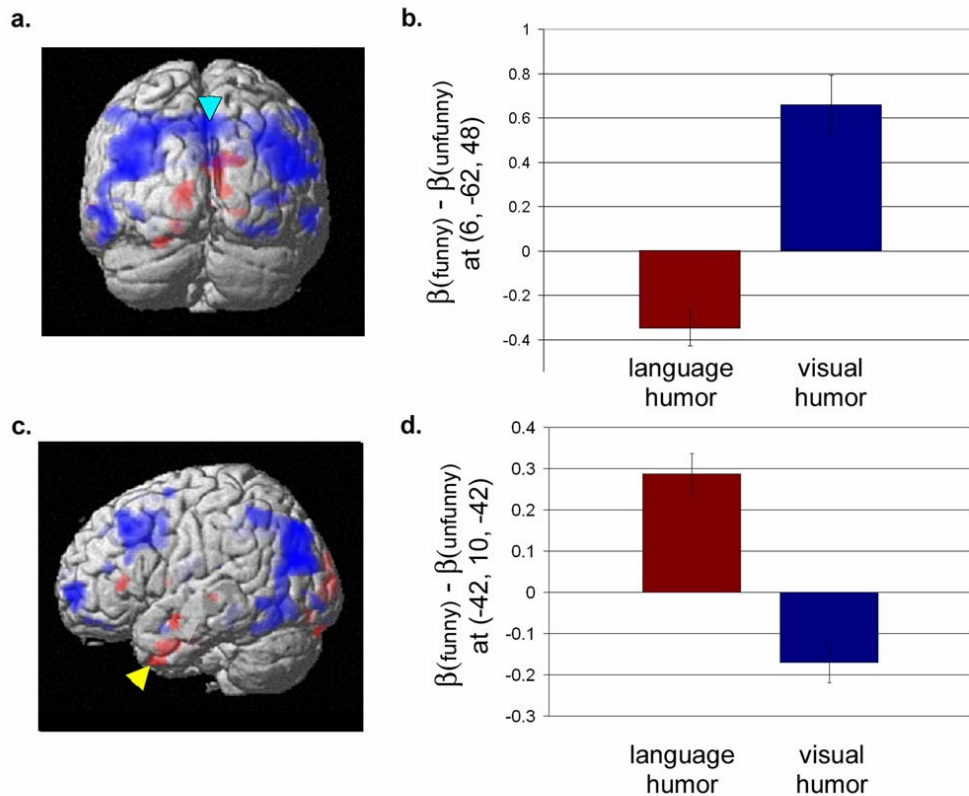 a.
b.
β(funny) - β(unfunny)
at (6, -62, 48)
1
0.8
0.6
0.4
0.2
0
-0.2
-0.4
language
humor
visual
humor
c.
d.
β(funny) - β(unfunny)
at (-42, 10, -42)
0.4
0.3
0.2
0.1
0
-0.1
-0.2
-0.3
language
humor
visual
humor